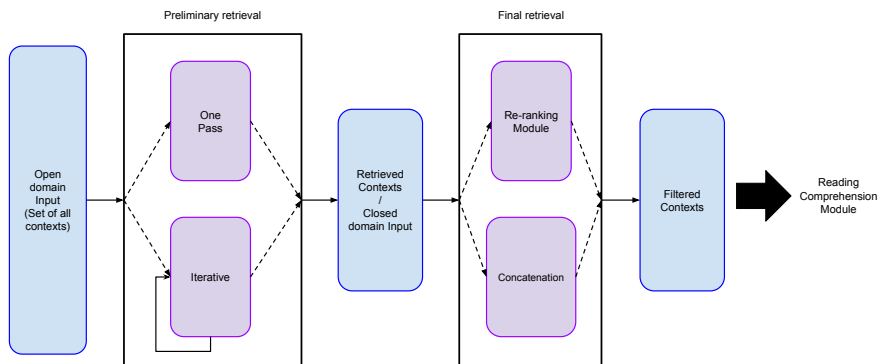 Preliminary retrieval
Final retrieval
Open
domain
Input
(Set of all
contexts)
One
Pass
Iterative
Retrieved
Contexts
/
Closed
domain Input
Re-ranking
Module
Concatenation
Filtered
Contexts
Reading
Comprehension
Module